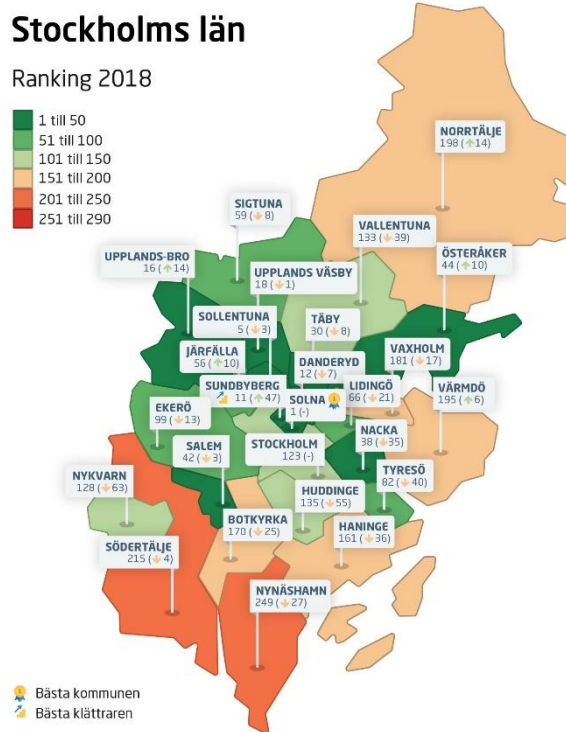 Stockholms län
Ranking 2018
1 till 50
51 till 100
101 till 150
151 till 200
201 till 250
251 till 290
NORRTÄLJE
198 (↑14)
SIGTUNA
59 (↓8)
VALLENTUNA
133 (↓39)
ÖSTERÅKER
44 (↑10)
UPPLANDS-BRO
16 (↑14)
UPPLANDS VÄSBY
18 (↓1)
SOLLENTUNA
5 (↓3)
TÄBY
30 (↓8)
JÄRFÄLLA
56 (↑10)
DANDERYD
12 (↓7)
VAXHOLM
181 (↓17)
SUNDBYBERG
11 (↑47)
SOLNA
1 (-)
LIDINGÖ
66 (↓21)
VÄRMDÖ
195 (↑6)
EKERÖ
99 (↓13)
SALEM
42 (↓3)
STOCKHOLM
123 (-)
NACKA
38 (↓35)
TYRESÖ
82 (↓40)
NYKVARN
128 (↓63)
HUDDINGE
135 (↓55)
BOTKYRKA
170 (↓25)
HANINGE
161 (↓36)
SÖDERTÄLJE
215 (↓4)
NYNÄSHAMN
249 (↓27)
Bästa kommunen
Bästa klättraren